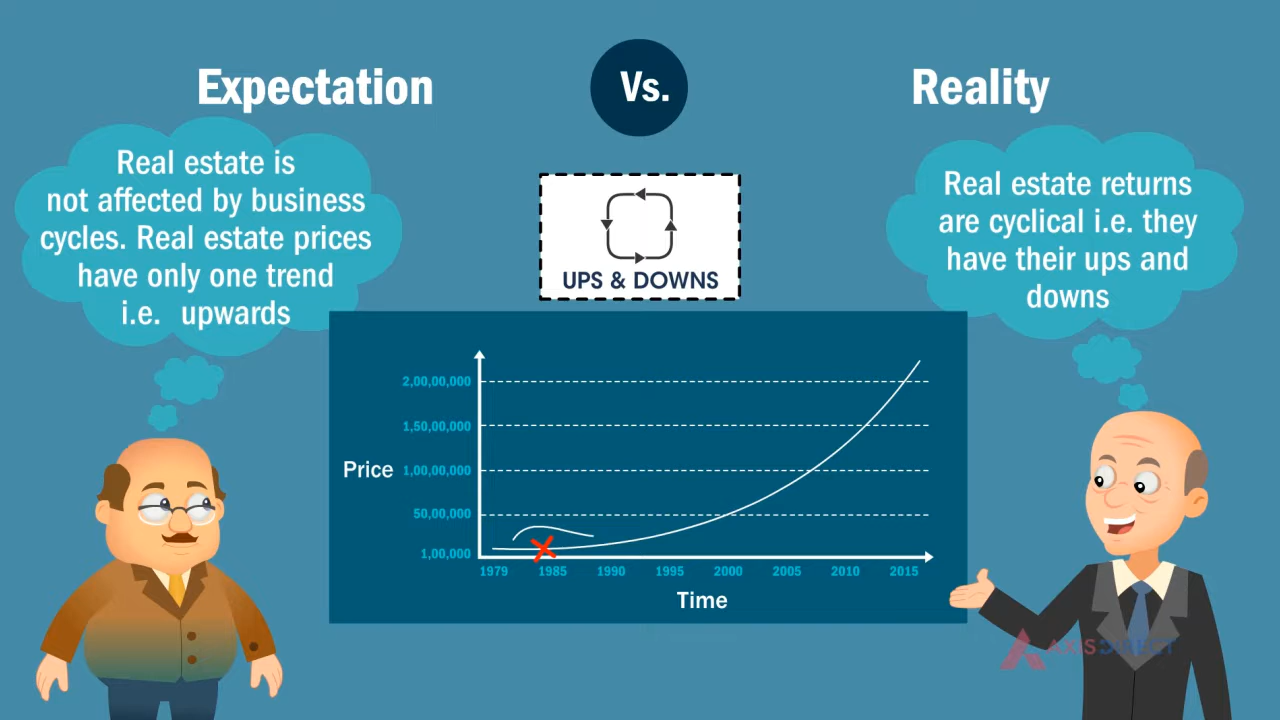 Expectation
Vs.
Reality
Real estate is
not affected by business
cycles. Real estate prices
have only one trend
i.e. upwards
UPS & DOWNS
Real estate returns
are cyclical i.e. they
have their ups and
downs
2,00,00,000
1,50,00,000
Price
1,00,00,000
50,00,000
1,00,000
1979 1985 1990 1995 2000 2005 2010 2015
Time
AXIS DIRECT